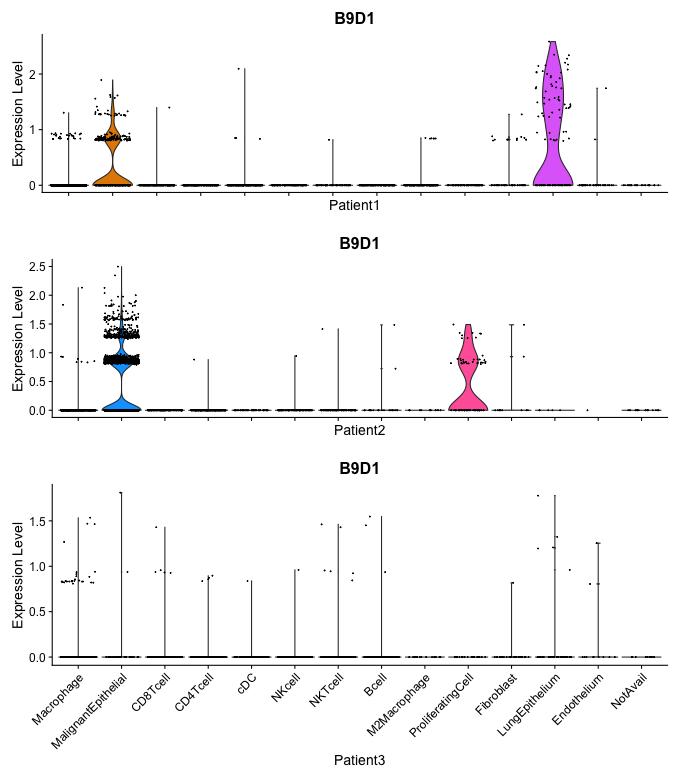 B9D1
Expression Level
2
1
0
Patient1
B9D1
Expression Level
2.5
2.0
1.5
1.0
0.5
0.0
Patient2
B9D1
Expression Level
1.5
1.0
0.5
0.0
Macrophage
MalignantEpithelial
CD8Tcell
CD4Tcell
cDC
NKcell
NKTcell
Bcell
M2Macrophage
ProliferatingCell
Fibroblast
LungEpithelium
Endothelium
NotAvail
Patient3